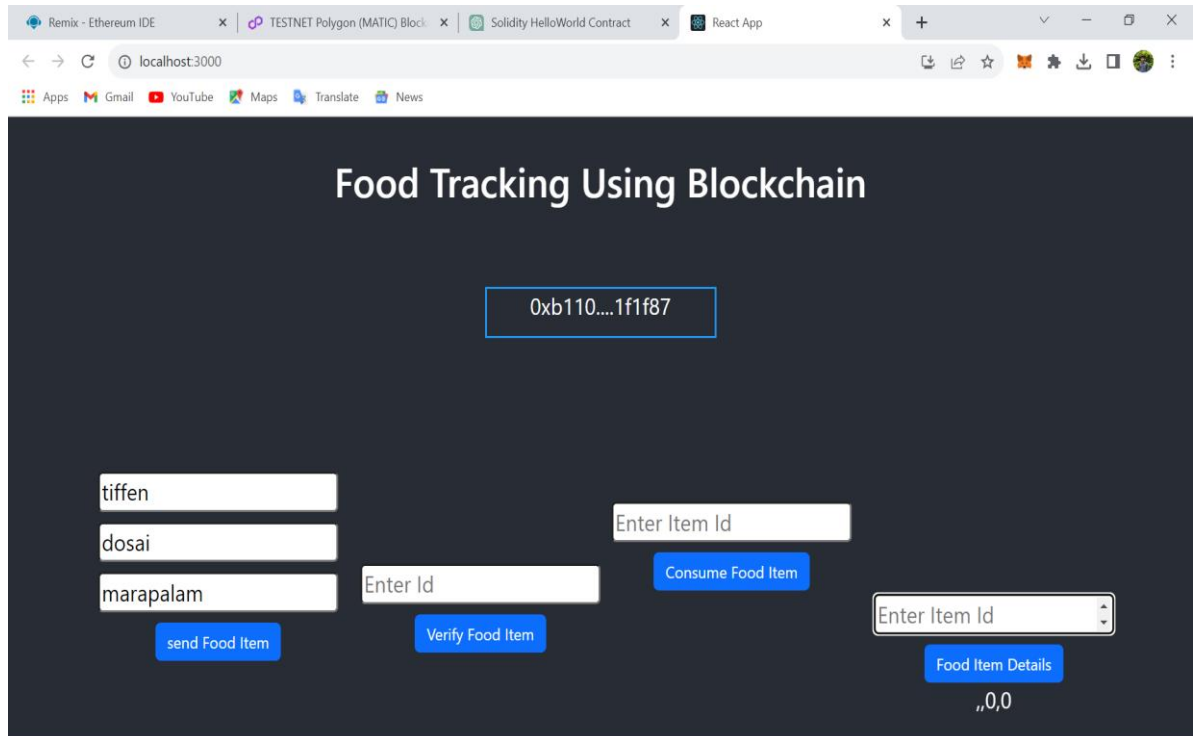 Remix - Ethereum IDE
TESTNET Polygon (MATIC) Block
Solidity HelloWorld Contract
React App
localhost:3000
Apps Gmail YouTube Maps Translate News
Food Tracking Using Blockchain
0xb110....1f1f87
tiffen
dosai
marapalam
send Food Item
Enter Id
Verify Food Item
Enter Item Id
Consume Food Item
Enter Item Id
Food Item Details
,,0,0